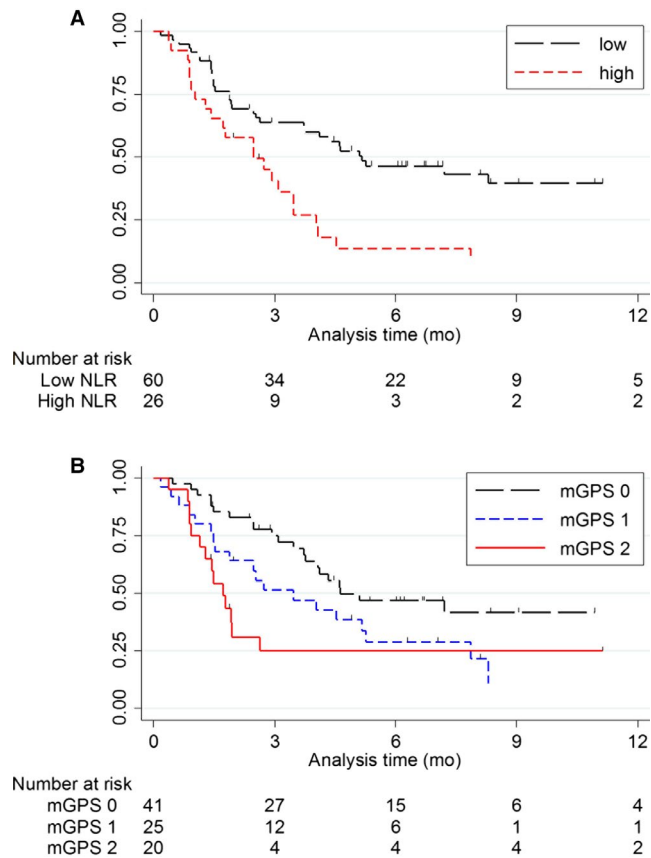 A
1.00
0.75
0.50
0.25
0.00
low
high
0 3 6 9 12
Analysis time (mo)
Number at risk
Low NLR 60 34 22 9 5
High NLR 26 9 3 2 2
B
1.00
0.75
0.50
0.25
0.00
mGPS 0
mGPS 1
mGPS 2
0 3 6 9 12
Analysis time (mo)
Number at risk
mGPS 0 41 27 15 6 4
mGPS 1 25 12 6 1 1
mGPS 2 20 4 4 4 2